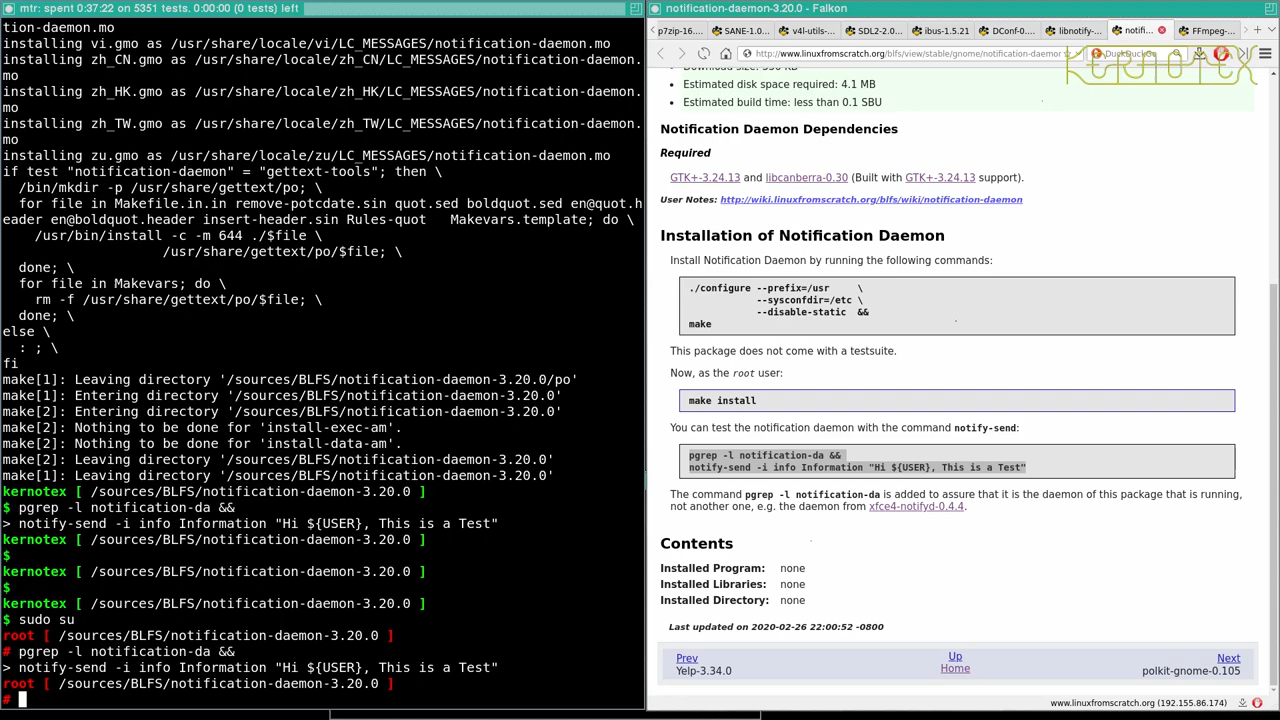 mtr: tens 0:37:22 up 5 on 5351 tests. 0:00:00 (0 tests) left
tion-daemon.mo
installing vi.gmo as /usr/share/locale/vi/LC_MESSAGES/notification-daemon.mo
installing zh_CN.gmo as /usr/share/locale/zh_CN/LC_MESSAGES/notification-daemon.
mo
installing zh_HK.gmo as /usr/share/locale/zh_HK/LC_MESSAGES/notification-daemon.
mo
installing zh_TW.gmo as /usr/share/locale/zh_TW/LC_MESSAGES/notification-daemon.
mo
installing zu.gmo as /usr/share/locale/zu/LC_MESSAGES/notification-daemon.mo
if test "notification-daemon" = "gettext-tools"; then \
/bin/mkdir -p /usr/share/gettext/po; \
for file in Makefile.in.in remove-potcdate.sin quot.sed boldquot.sed en@quot.h
eader en@boldquot.header insert-header.sin Rules-quot Makevars.template; do \
/usr/bin/install -c -m 644 ./$file \
/usr/share/gettext/po/$file; \
done; \
for file in Makevars; do \
rm -f /usr/share/gettext/po/$file; \
done; \
else \
: ; \
fi
make[1]: Leaving directory '/sources/BLFS/notification-daemon-3.20.0/po'
make[1]: Entering directory '/sources/BLFS/notification-daemon-3.20.0'
make[2]: Entering directory '/sources/BLFS/notification-daemon-3.20.0'
make[2]: Nothing to be done for 'install-exec-am'.
make[2]: Nothing to be done for 'install-data-am'.
make[2]: Leaving directory '/sources/BLFS/notification-daemon-3.20.0'
make[1]: Leaving directory '/sources/BLFS/notification-daemon-3.20.0'
kernotex [ /sources/BLFS/notification-daemon-3.20.0 ]
$ pgrep -l notification-da &&
> notify-send -i info Information "Hi ${USER}, This is a Test"
kernotex [ /sources/BLFS/notification-daemon-3.20.0 ]
$
kernotex [ /sources/BLFS/notification-daemon-3.20.0 ]
$
kernotex [ /sources/BLFS/notification-daemon-3.20.0 ]
$ sudo su
root [ /sources/BLFS/notification-daemon-3.20.0 ]
# pgrep -l notification-da &&
> notify-send -i info Information "Hi ${USER}, This is a Test"
root [ /sources/BLFS/notification-daemon-3.20.0 ]
#
notification-daemon-3.20.0 - Falkon
p7zip-16.... SANE-1.0... v4l-utils-... SDL2-2.0... ibus-1.5.21 DConf-0.... libnotify-... notifi... FFmpeg-...
http://www.linuxfromscratch.org/blfs/view/stable/gnome/notification-daemon
DuckDuckGo
KERNOTEX
Estimated disk space required: 4.1 MB
Estimated build time: less than 0.1 SBU
Notification Daemon Dependencies
Required
GTK+-3.24.13 and libcanberra-0.30 (Built with GTK+-3.24.13 support).
User Notes: http://wiki.linuxfromscratch.org/blfs/wiki/notification-daemon
Installation of Notification Daemon
Install Notification Daemon by running the following commands:
./configure --prefix=/usr \
--sysconfdir=/etc \
--disable-static &&
make
This package does not come with a testsuite.
Now, as the root user:
make install
You can test the notification daemon with the command notify-send:
pgrep -l notification-da &&
notify-send -i info Information "Hi ${USER}, This is a Test"
The command pgrep -l notification-da is added to assure that it is the daemon of this package that is running,
not another one, e.g. the daemon from xfce4-notifyd-0.4.4.
Contents
Installed Program: none
Installed Libraries: none
Installed Directory: none
Last updated on 2020-02-26 22:00:52 -0800
Prev Up Next
Yelp-3.34.0 Home polkit-gnome-0.105
www.linuxfromscratch.org (192.155.86.174)